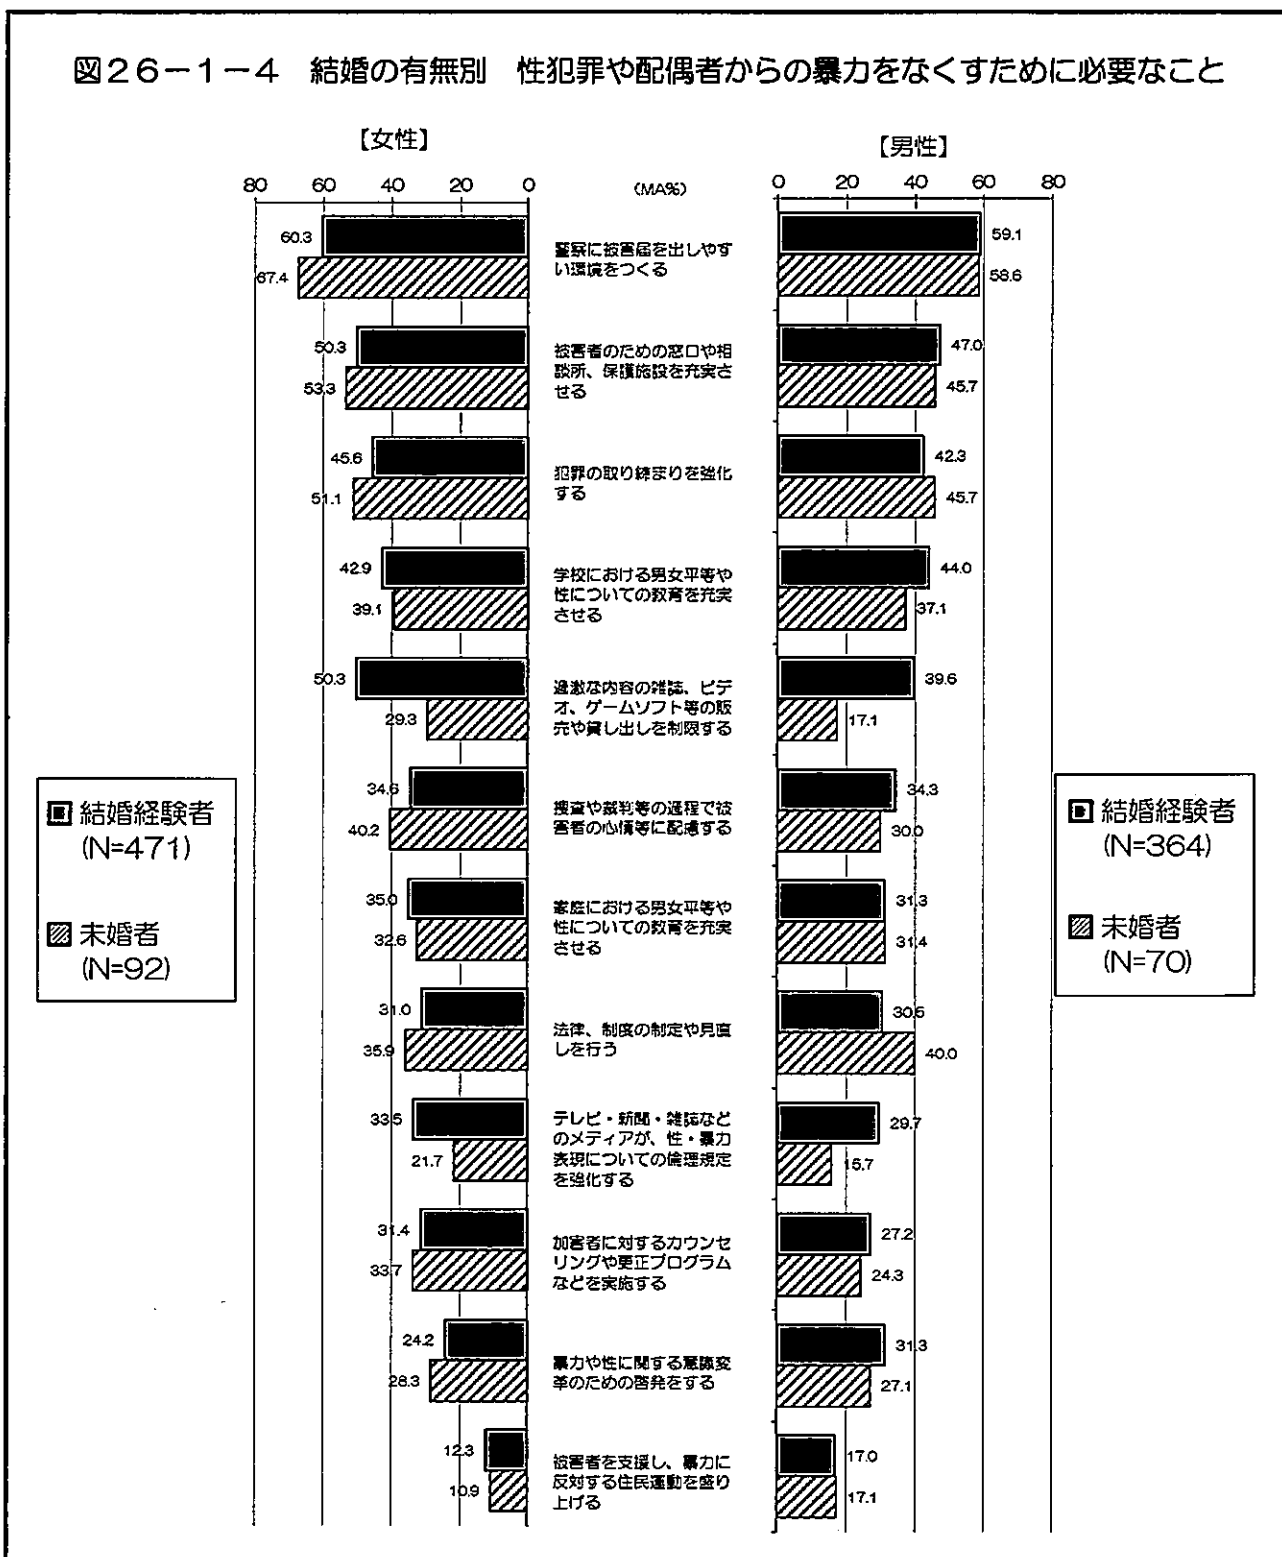 図26-1-4 結婚の有無別 性犯罪や配偶者からの暴力をなくすために必要なこと
【女性】
【男性】
80 60 40 20 0
(MA%)
0 20 40 60 80
60.3
67.4
警察に被害届を出しやす
い環境をつくる
59.1
58.6
50.3
53.3
被害者のための窓口や相
談所、保護施設を充実さ
せる
47.0
45.7
45.6
51.1
犯罪の取り締まりを強化
する
42.3
45.7
42.9
39.1
学校における男女平等や
性についての教育を充実
させる
44.0
37.1
50.3
29.3
過激な内容の雑誌、ビデ
オ、ゲームソフト等の販
売や貸し出しを制限する
39.6
17.1
34.6
40.2
捜査や裁判等の過程で被
害者の心情等に配慮する
34.3
30.0
35.0
32.6
家庭における男女平等や
性についての教育を充実
させる
31.3
31.4
31.0
35.9
法律、制度の制定や見直
しを行う
30.6
40.0
33.5
21.7
テレビ・新聞・雑誌など
のメディアが、性・暴力
表現についての倫理規定
を強化する
29.7
15.7
31.4
33.7
加害者に対するカウンセ
リングや更正プログラム
などを実施する
27.2
24.3
24.2
28.3
暴力や性に関する意識変
革のための啓発をする
31.3
27.1
12.3
10.9
被害者を支援し、暴力に
反対する住民運動を盛り
上げる
17.0
17.1
結婚経験者
(N=471)
未婚者
(N=92)
結婚経験者
(N=364)
未婚者
(N=70)